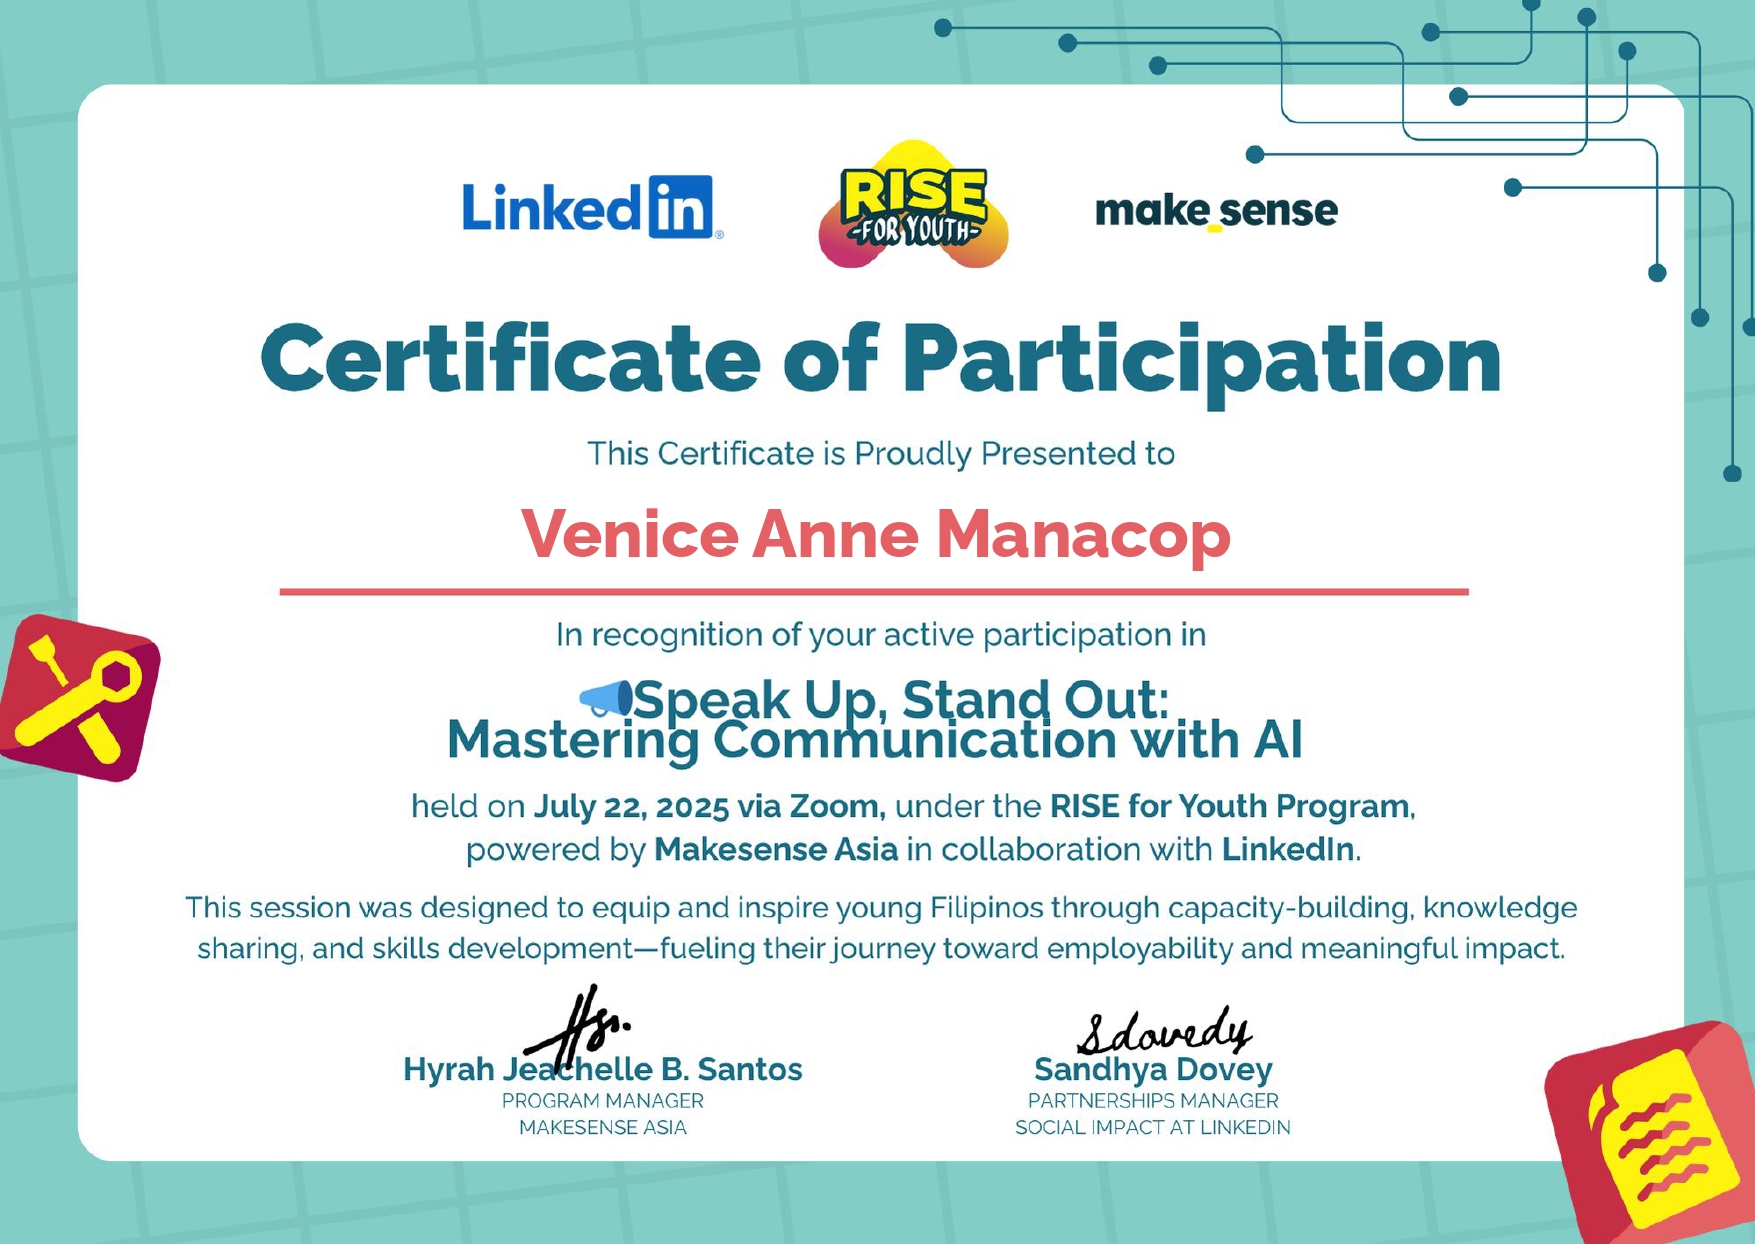 Linkedin®
RISE
-FOR YOUTH-
make_sense
Certificate of Participation
This Certificate is Proudly Presented to
Venice Anne Manacop
In recognition of your active participation in
Speak Up, Stand Out:
Mastering Communication with AI
held on July 22, 2025 via Zoom, under the RISE for Youth Program,
powered by Makesense Asia in collaboration with LinkedIn.
This session was designed to equip and inspire young Filipinos through capacity-building, knowledge
sharing, and skills development—fueling their journey toward employability and meaningful impact.
Sdovedy
Hyrah Jeachelle B. Santos
Sandhya Dovey
PROGRAM MANAGER
PARTNERSHIPS MANAGER
MAKESENSE ASIA
SOCIAL IMPACT AT LINKEDIN